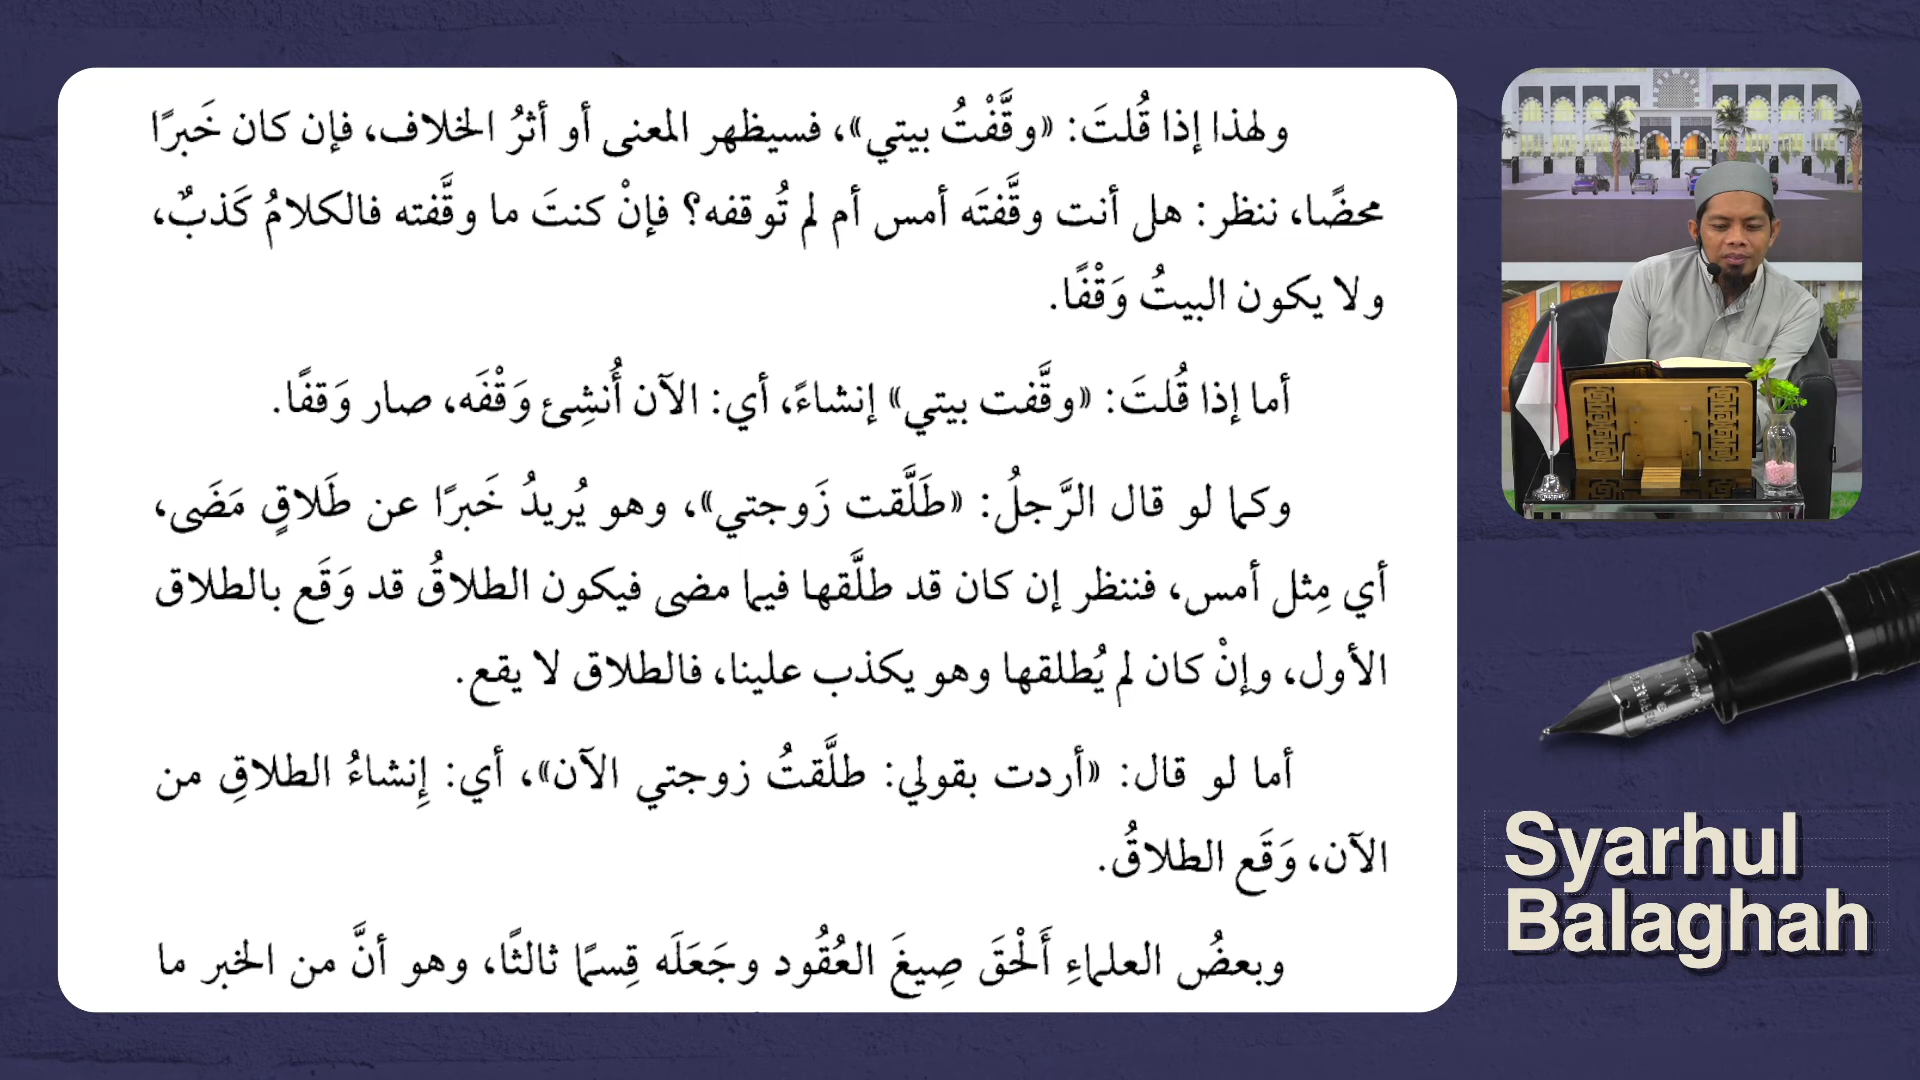 ولهذا إذا قُلتَ: «وقَّفْتُ بيتي»، فسيظهر المعنى أو أثرُ الخلاف، فإن كان خَبرًا
محضًا، ننظر: هل أنت وقَّفتَه أمس أم لم تُوقفه؟ فإنْ كنتَ ما وقَّفته فالكلامُ كَذبٌ،
ولا يكون البيتُ وَقْفًا.
أما إذا قُلتَ: «وقَّفت بيتي» إنشاءً، أي: الآن أُنشِئ وَقْفَه، صار وَقفًا.
وكما لو قال الرَّجلُ: «طَلَّقت زَوجتي»، وهو يُريدُ خَبرًا عن طَلاقٍ مَضَى،
أي مِثل أمس، فننظر إن كان قد طلَّقها فيما مضى فيكون الطلاقُ قد وَقَع بالطلاق
الأول، وإنْ كان لم يُطلقها وهو يكذب علينا، فالطلاق لا يقع.
أما لو قال: «أردت بقولي: طلَّقتُ زوجتي الآن»، أي: إِنشاءُ الطلاقِ من
الآن، وَقَع الطلاقُ.
وبعضُ العلماءِ أَلْحَقَ صِيغَ العُقُود وجَعَلَه قِسمًا ثالثًا، وهو أنَّ من الخبر ما
Syarhul
Balaghah